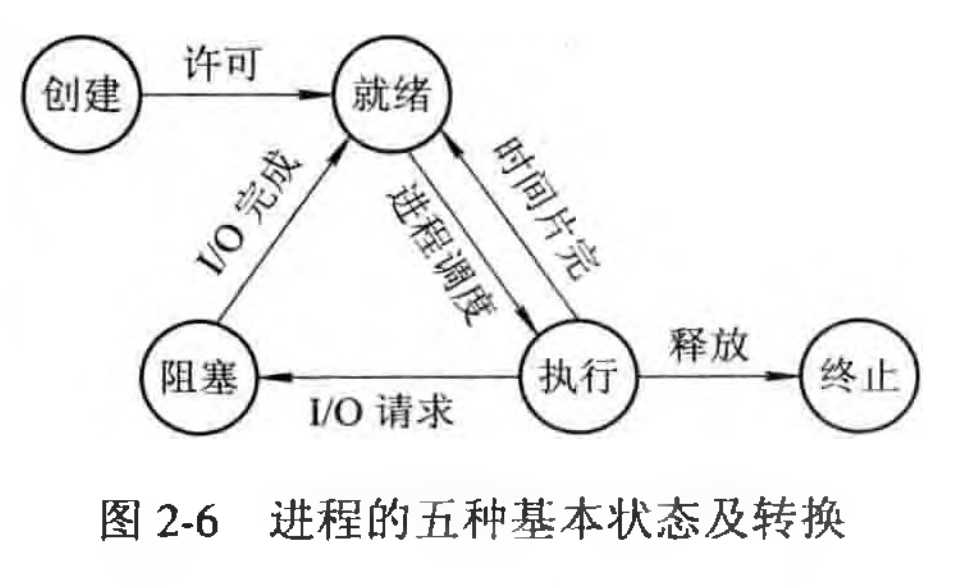 许可
创建
就绪
I/O 完成
进程调度
时间片完
阻塞
I/O 请求
执行
释放
终止
图 2-6 进程的五种基本状态及转换